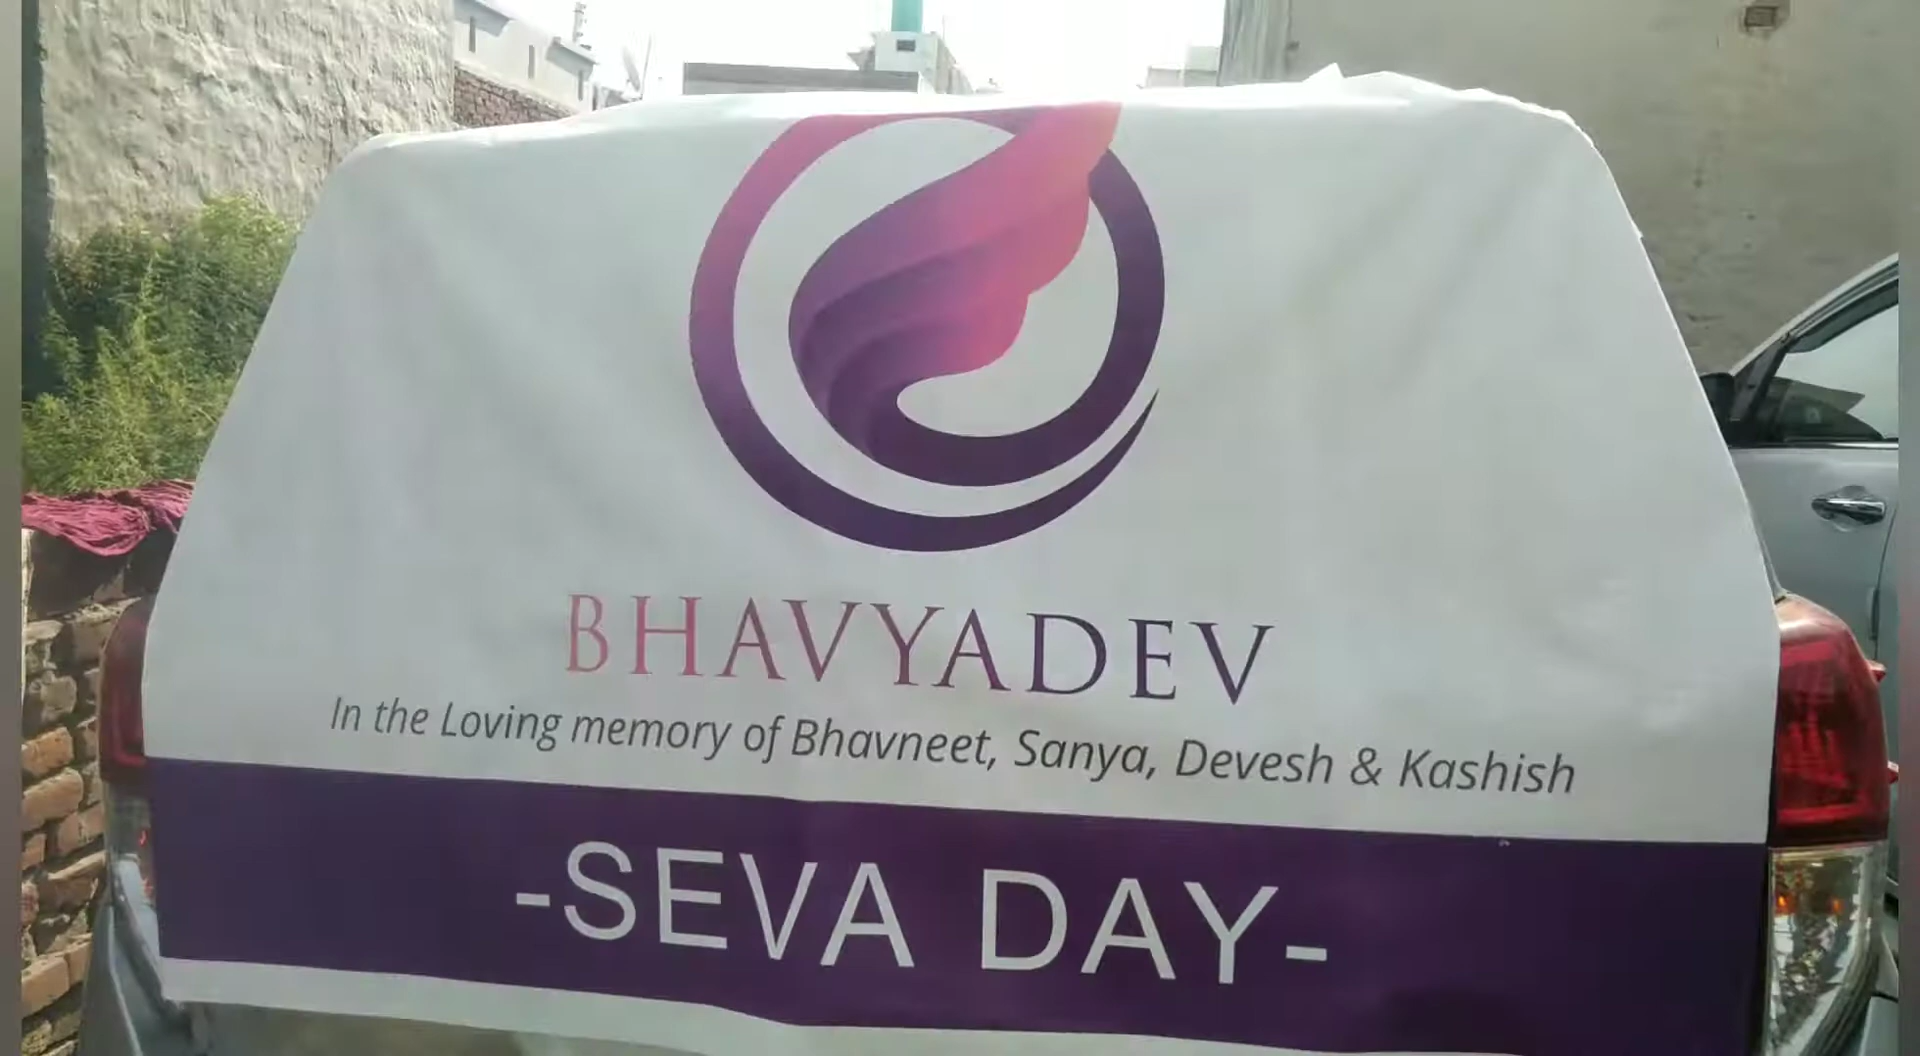 BHAVYADEV
In the Loving memory of Bhavneet, Sanya, Devesh & Kashish
-SEVA DAY-